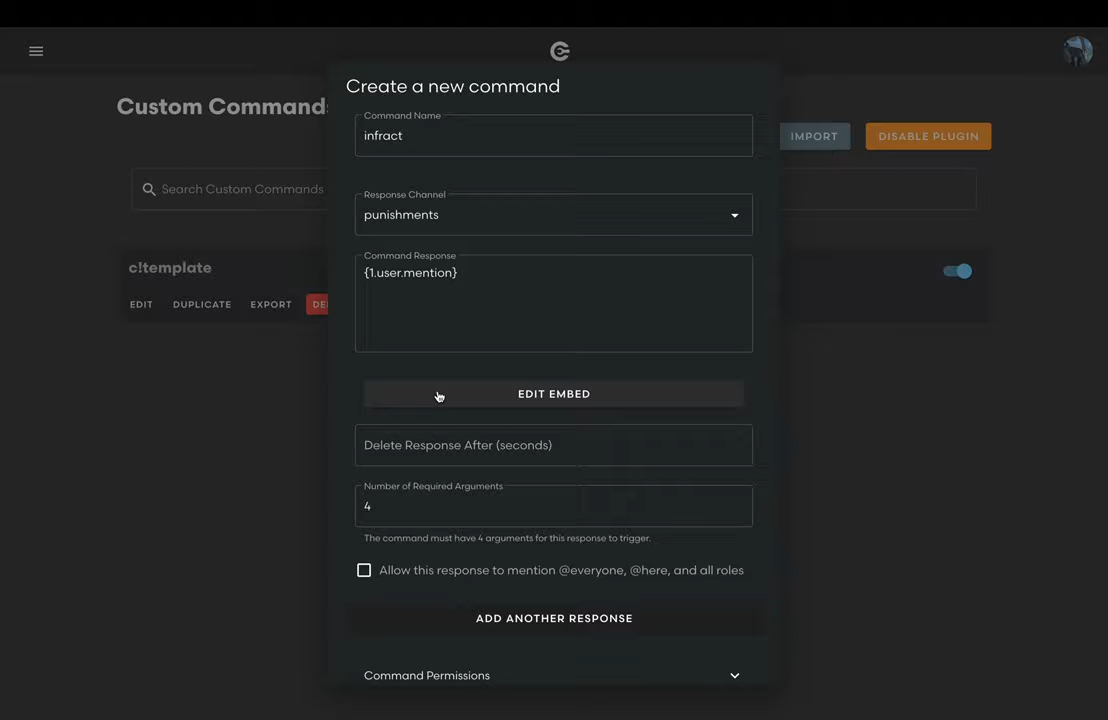 Create a new command
Custom Commands
Command Name
infract
IMPORT
DISABLE PLUGIN
Search Custom Commands
Response Channel
punishments
Command Response
{1.user.mention}
c!template
EDIT
DUPLICATE
EXPORT
DE
EDIT EMBED
Delete Response After (seconds)
Number of Required Arguments
4
The command must have 4 arguments for this response to trigger.
Allow this response to mention @everyone, @here, and all roles
ADD ANOTHER RESPONSE
Command Permissions